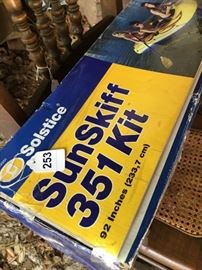 Solstice®
253
SunSkiff
351 Kit
92 Inches (233.7 cm)